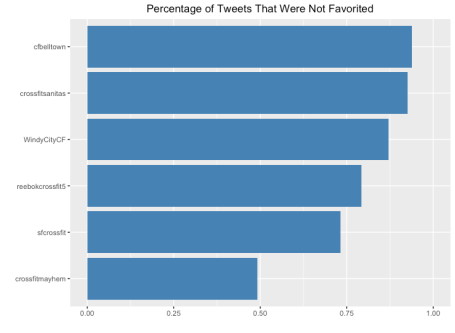 Percentage of Tweets That Were Not Favorited
cfbelltown
crossfitsanitas
WindyCityCF
reebokcrossfit5
sfcrossfit
crossfitmayhem
0.00 0.25 0.50 0.75 1.00